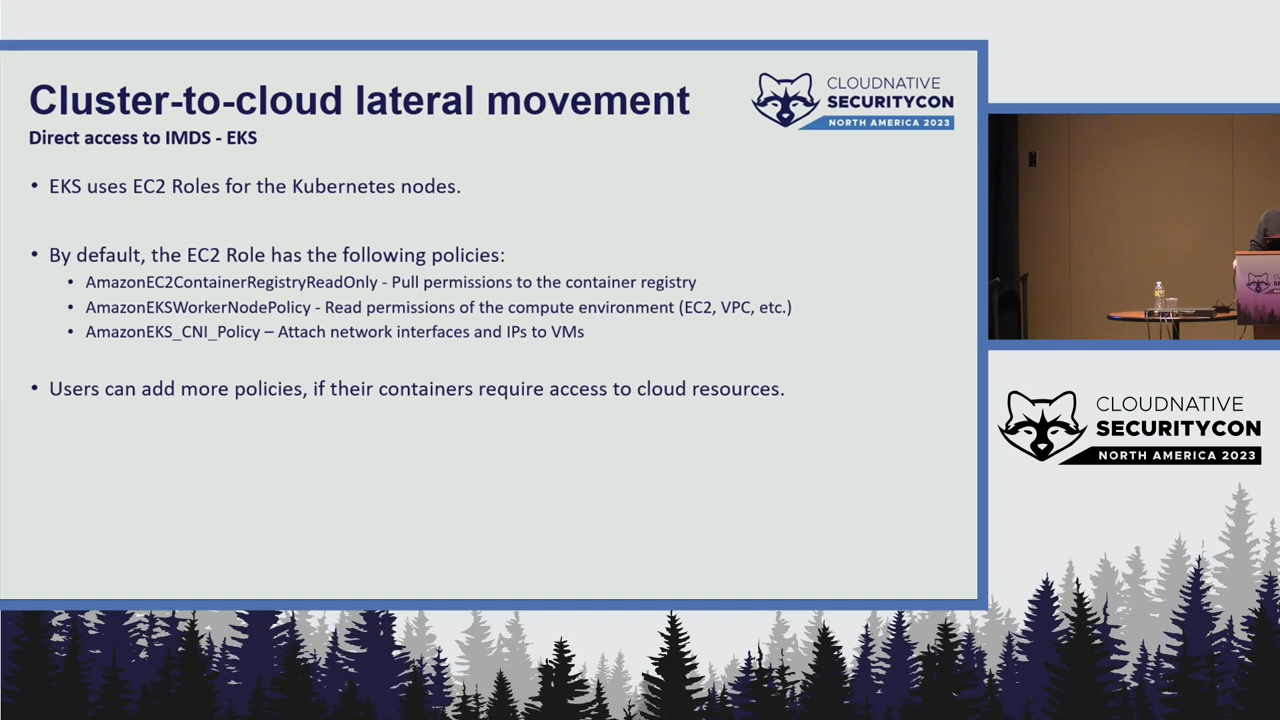 Cluster-to-cloud lateral movement
Direct access to IMDS - EKS
CLOUDNATIVE
SECURITYCON
NORTH AMERICA 2023
• EKS uses EC2 Roles for the Kubernetes nodes.
• By default, the EC2 Role has the following policies:
• AmazonEC2ContainerRegistryReadOnly - Pull permissions to the container registry
• AmazonEKSWorkerNodePolicy - Read permissions of the compute environment (EC2, VPC, etc.)
• AmazonEKS_CNI_Policy – Attach network interfaces and IPs to VMs
• Users can add more policies, if their containers require access to cloud resources.
CLOUDNATIVE
SECURITYCON
NORTH AMERICA 2023